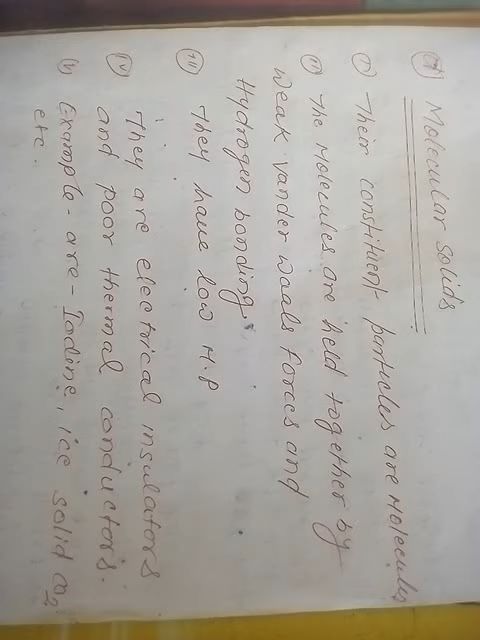 (A) Molecular solids
(i) Their constituent particles are Molecules
(ii) The Molecules are held together by
weak vander waals forces and
Hydrogen bonding.
(iii) They have low M.P
(iv) They are electrical insulators
and poor thermal conductors.
(v) Example-are-Iodine, ice solid CO2
etc.